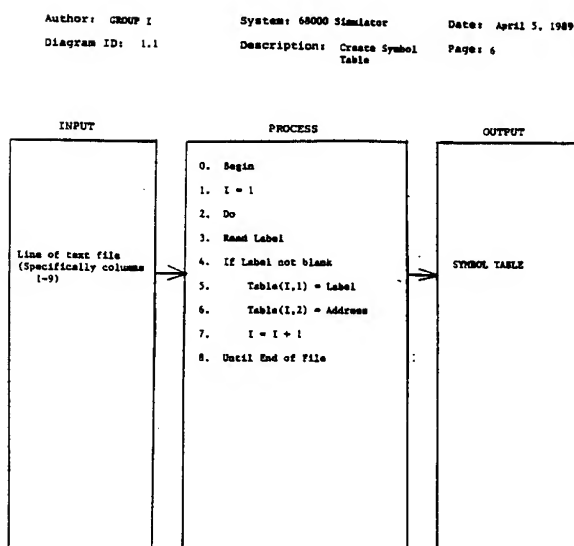 Author: GROUP I System: 68000 Simulator Date: April 5, 1989
Diagram ID: 1.1 Description: Create Symbol Table Page: 6
INPUT
Line of text file
(Specifically columns
1-9)
PROCESS
0. Begin
1. I = 1
2. Do
3. Read Label
4. If Label not blank
5. Table(I,1) = Label
6. Table(I,2) = Address
7. I = I + 1
8. Until End of File
OUTPUT
SYMBOL TABLE